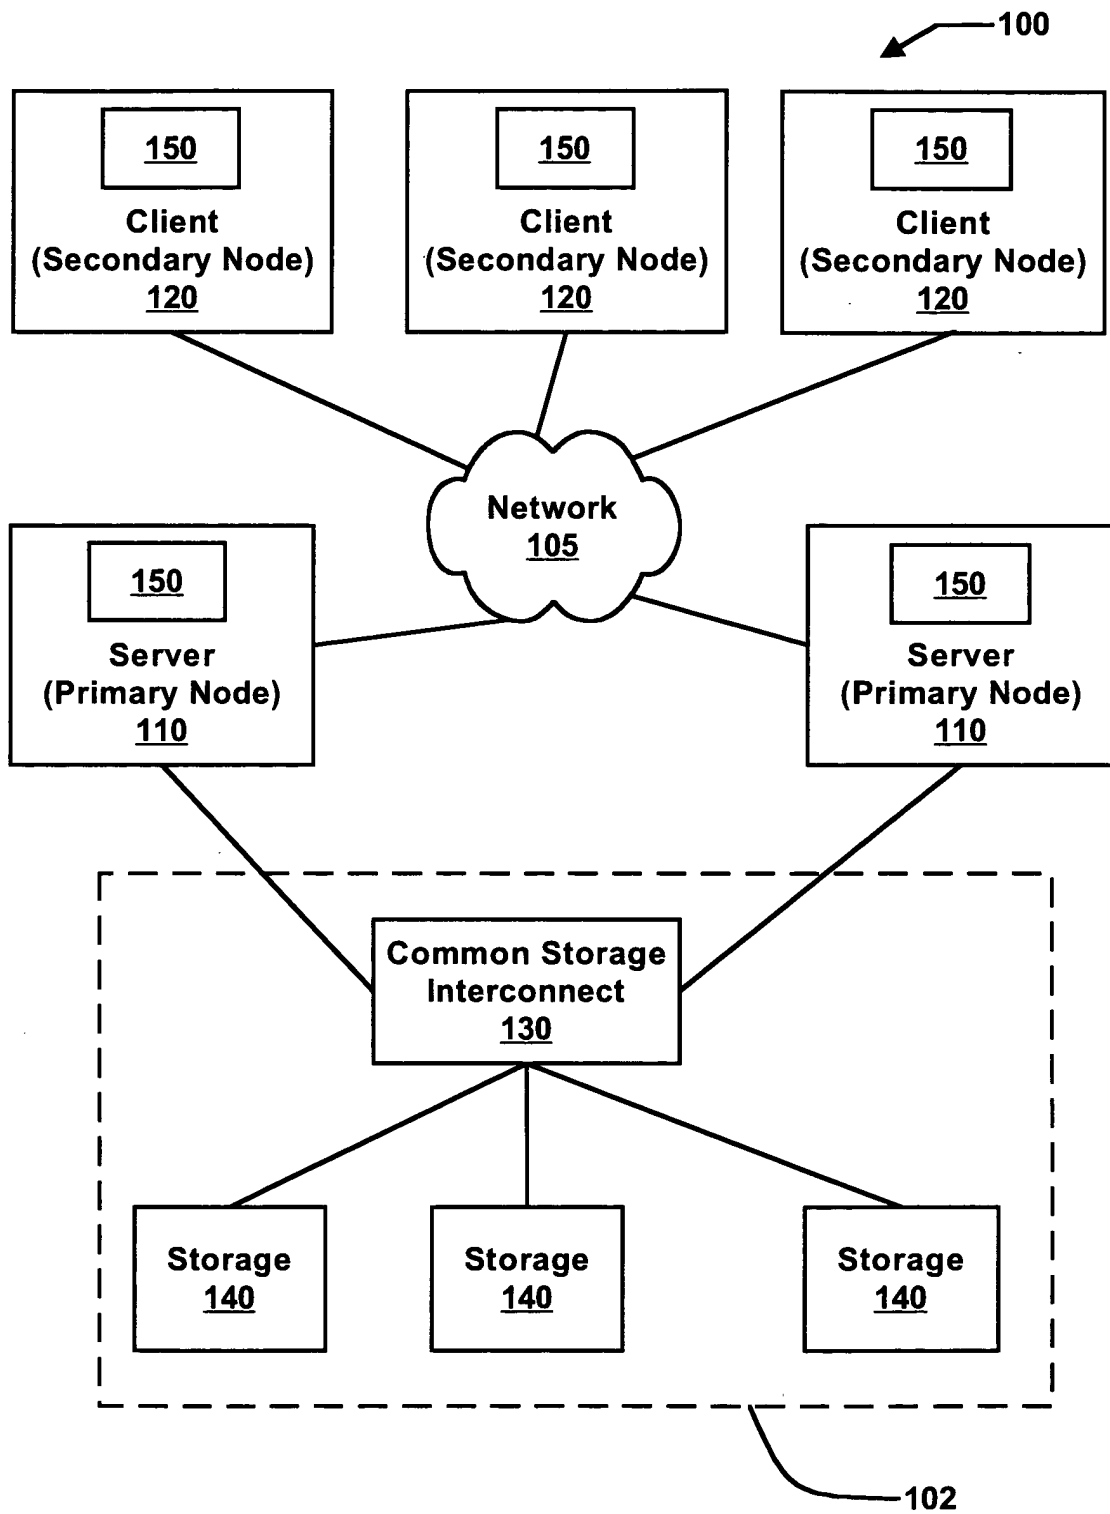 100
150
Client
(Secondary Node)
120
150
Client
(Secondary Node)
120
150
Client
(Secondary Node)
120
Network
105
150
Server
(Primary Node)
110
150
Server
(Primary Node)
110
Common Storage
Interconnect
130
Storage
140
Storage
140
Storage
140
102